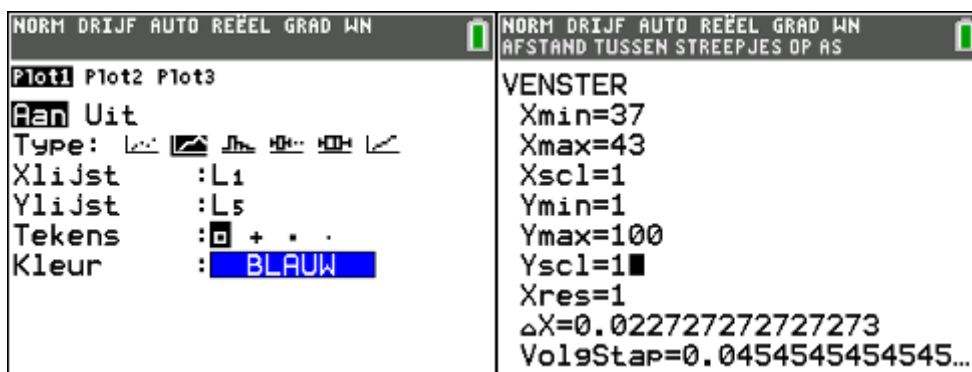 NORM DRIJF AUTO REËEL GRAD WN
Plot1 Plot2 Plot3
Aan Uit
Type:
Xlijst :L1
Ylijst :L5
Tekens :
Kleur : BLAUW
NORM DRIJF AUTO REËEL GRAD WN
AFSTAND TUSSEN STREEPJES OP AS
VENSTER
Xmin=37
Xmax=43
Xscl=1
Ymin=1
Ymax=100
Yscl=1
Xres=1
△X=0.022727272727273
VolgStap=0.0454545454545…